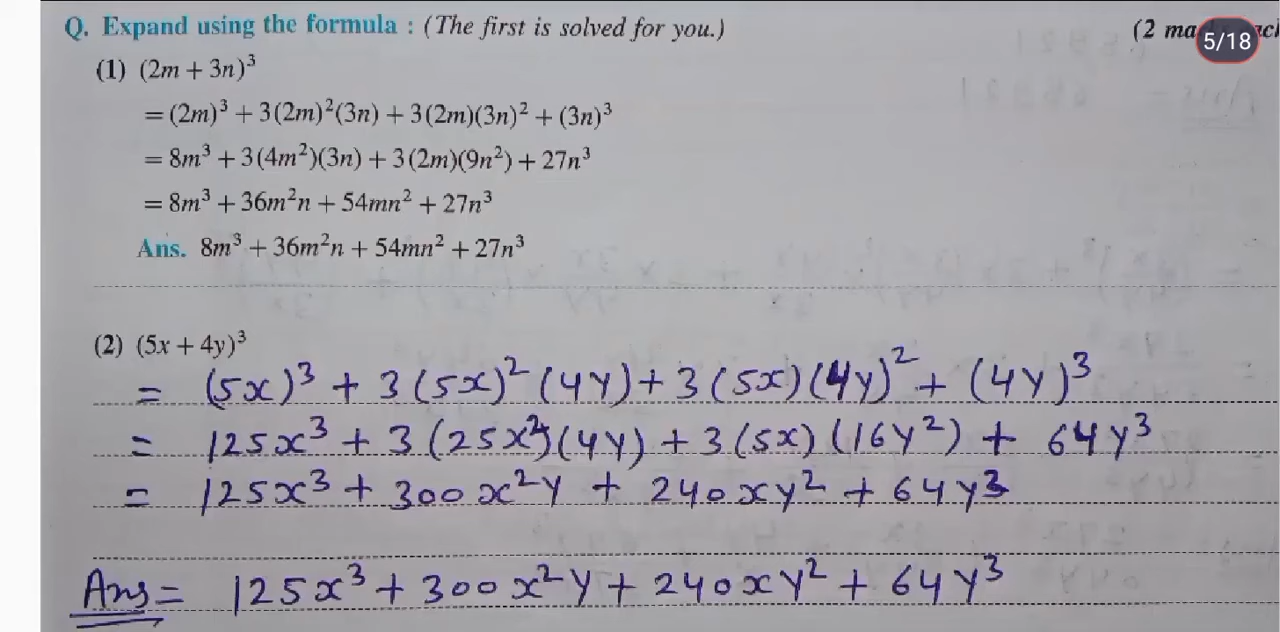 Q. Expand using the formula : (The first is solved for you.)
5/18
(1) (2m + 3n)³
= (2m)³ + 3(2m)²(3n) + 3(2m)(3n)² + (3n)³
= 8m³ + 3(4m²)(3n) + 3(2m)(9n²) + 27n³
= 8m³ + 36m²n + 54mn² + 27n³
Ans. 8m³ + 36m²n + 54mn² + 27n³
(2) (5x + 4y)³
= (5x)³ + 3(5x)²(4y) + 3(5x)(4y)² + (4y)³
= 125x³ + 3(25x²)(4y) + 3(5x)(16y²) + 64y³
= 125x³ + 300x²y + 240xy² + 64y³
Ans = 125x³ + 300x²y + 240xy² + 64y³